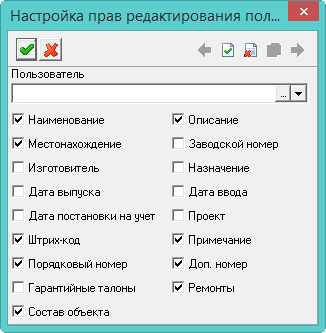 Настройка прав редактирования пол...
Пользователь
...
Наименование
Описание
Местонахождение
Заводской номер
Изготовитель
Назначение
Дата выпуска
Дата ввода
Дата постановки на учет
Проект
Штрих-код
Примечание
Порядковый номер
Доп. номер
Гарантийные талоны
Ремонты
Состав объекта